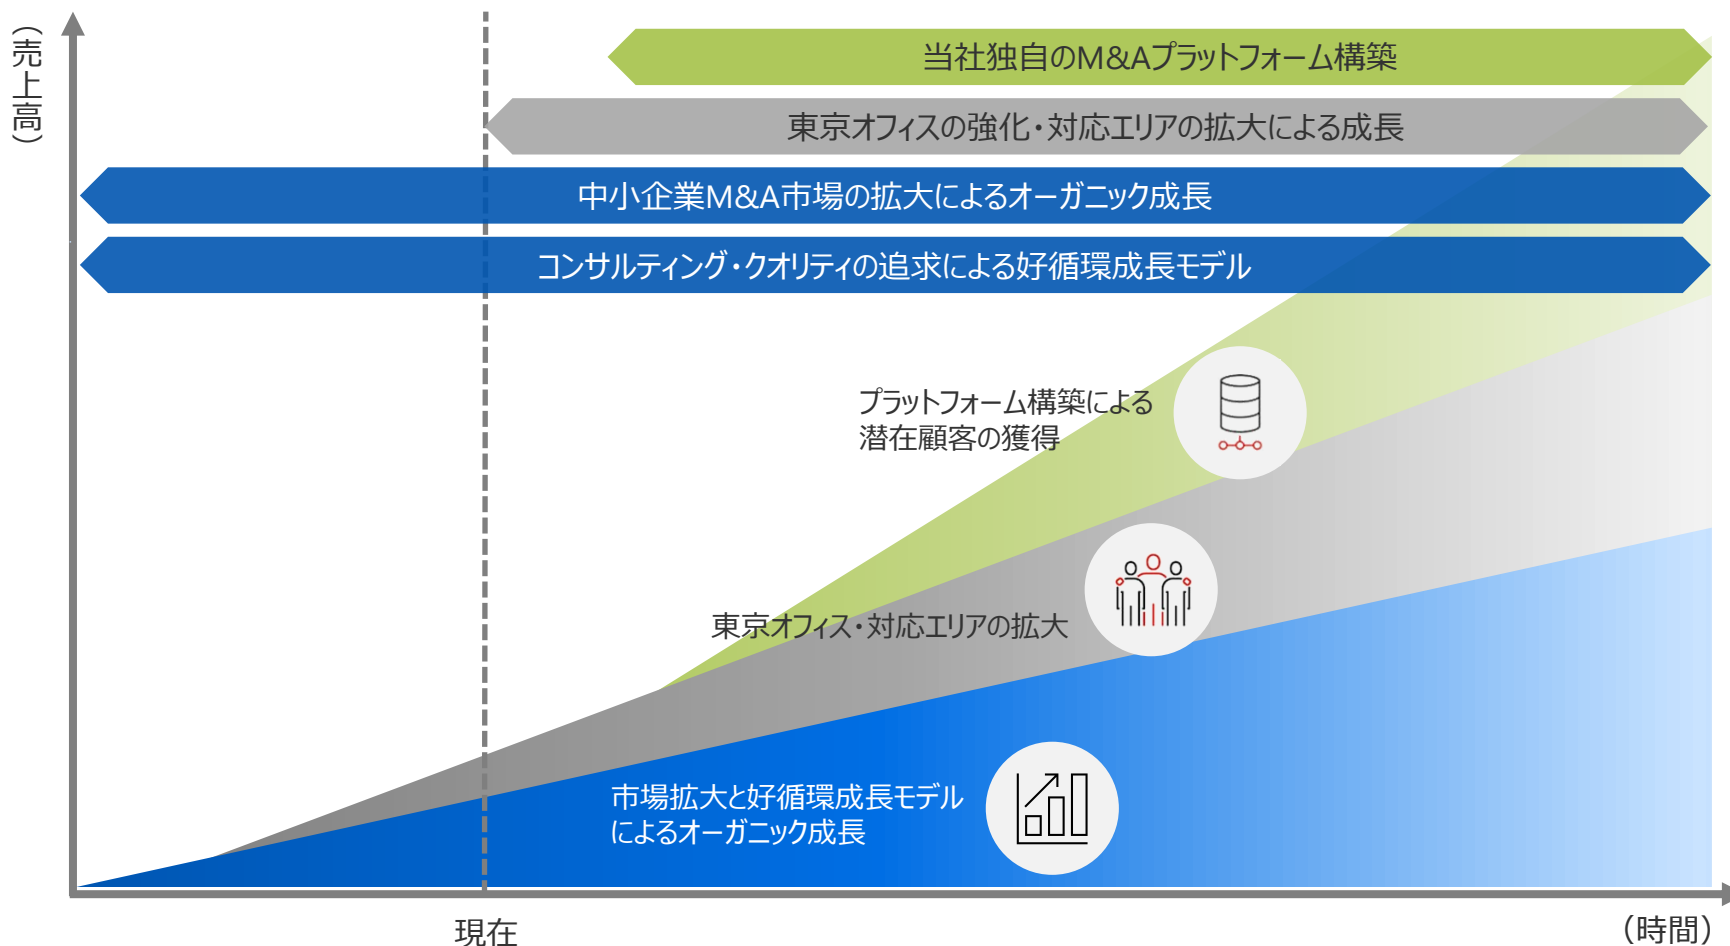 （売上高）
当社独自のM&Aプラットフォーム構築
東京オフィスの強化・対応エリアの拡大による成長
中小企業M&A市場の拡大によるオーガニック成長
コンサルティング・クオリティの追求による好循環成長モデル
プラットフォーム構築による
潜在顧客の獲得
東京オフィス・対応エリアの拡大
市場拡大と好循環成長モデル
によるオーガニック成長
現在
（時間）